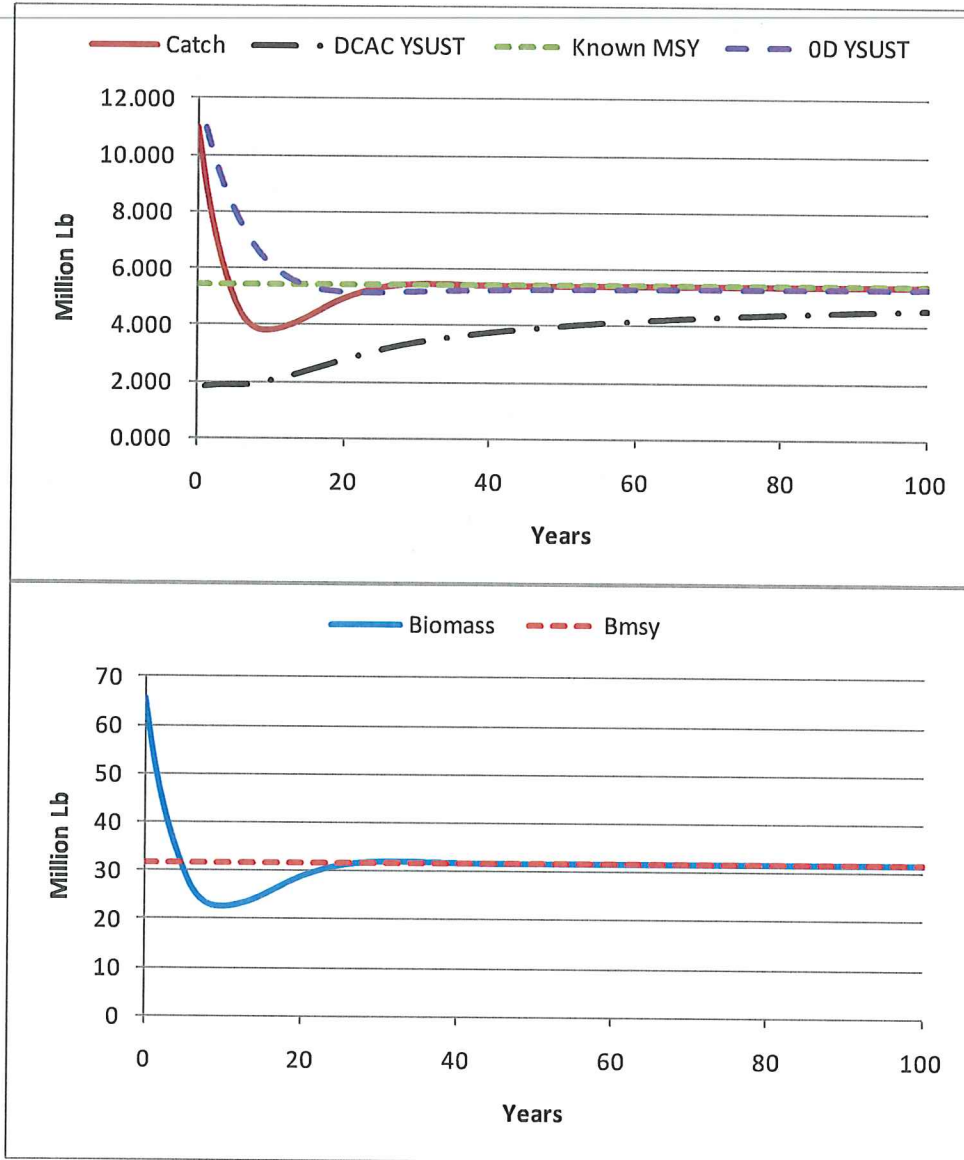 Catch DCAC YSUST Known MSY 0D YSUST
12.000
10.000
8.000
6.000
4.000
2.000
0.000
Million Lb
0 20 40 60 80 100
Years
Biomass Bmsy
70
60
50
40
30
20
10
0
Million Lb
0 20 40 60 80 100
Years